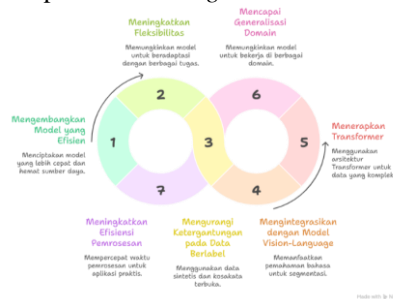 Mencapai
Generalisasi
Domain
Memungkinkan model
untuk bekerja di berbagai
domain.
Meningkatkan
Fleksibilitas
Memungkinkan model
untuk beradaptasi
dengan berbagai tugas.
Mengembangkan
Model yang
Efisien
Menciptakan model
yang lebih cepat dan
hemat sumber daya.
2
6
1
3
5
7
4
Menerapkan
Transformer
Menggunakan
arsitektur
Transformer untuk
data yang komplek
Meningkatkan
Efisiensi
Pemrosesan
Mempercepat waktu
pemrosesan untuk
aplikasi praktis.
Mengurangi
Ketergantungan
pada Data
Berlabel
Menggunakan data
sintetis dan kosakata
terbuka.
Mengintegrasikan
dengan Model
Vision-Language
Memanfaatkan
pemahaman bahasa
untuk segmentasi.
Made with